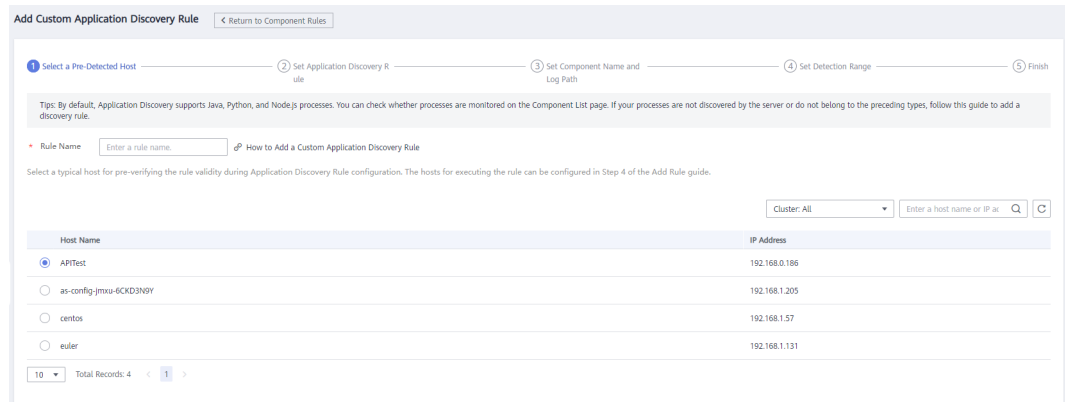 Add Custom Application Discovery Rule < Return to Component Rules
1 Select a Pre-Detected Host 2 Set Application Discovery R 3 Set Component Name and 4 Set Detection Range 5 Finish
ule Log Path
Tips: By default, Application Discovery supports Java, Python, and Node.js processes. You can check whether processes are monitored on the Component List page. If your processes are not discovered by the server or do not belong to the preceding types, follow this guide to add a
discovery rule.
* Rule Name Enter a rule name. How to Add a Custom Application Discovery Rule
Select a typical host for pre-verifying the rule validity during Application Discovery Rule configuration. The hosts for executing the rule can be configured in Step 4 of the Add Rule guide.
Cluster: All Enter a host name or IP ac
Host Name IP Address
APITest 192.168.0.186
as-config-jmxu-6CKD3N9Y 192.168.1.205
centos 192.168.1.57
euler 192.168.1.131
10 Total Records: 4 < 1 >